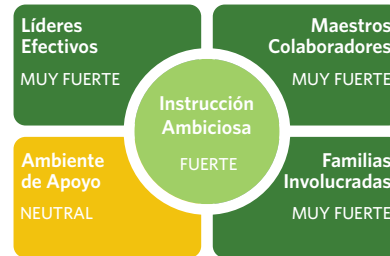 Líderes
Efectivos
MUY FUERTE
Maestros
Colaboradores
MUY FUERTE
Instrucción
Ambiciosa
FUERTE
Ambiente
de Apoyo
NEUTRAL
Familias
Involucradas
MUY FUERTE